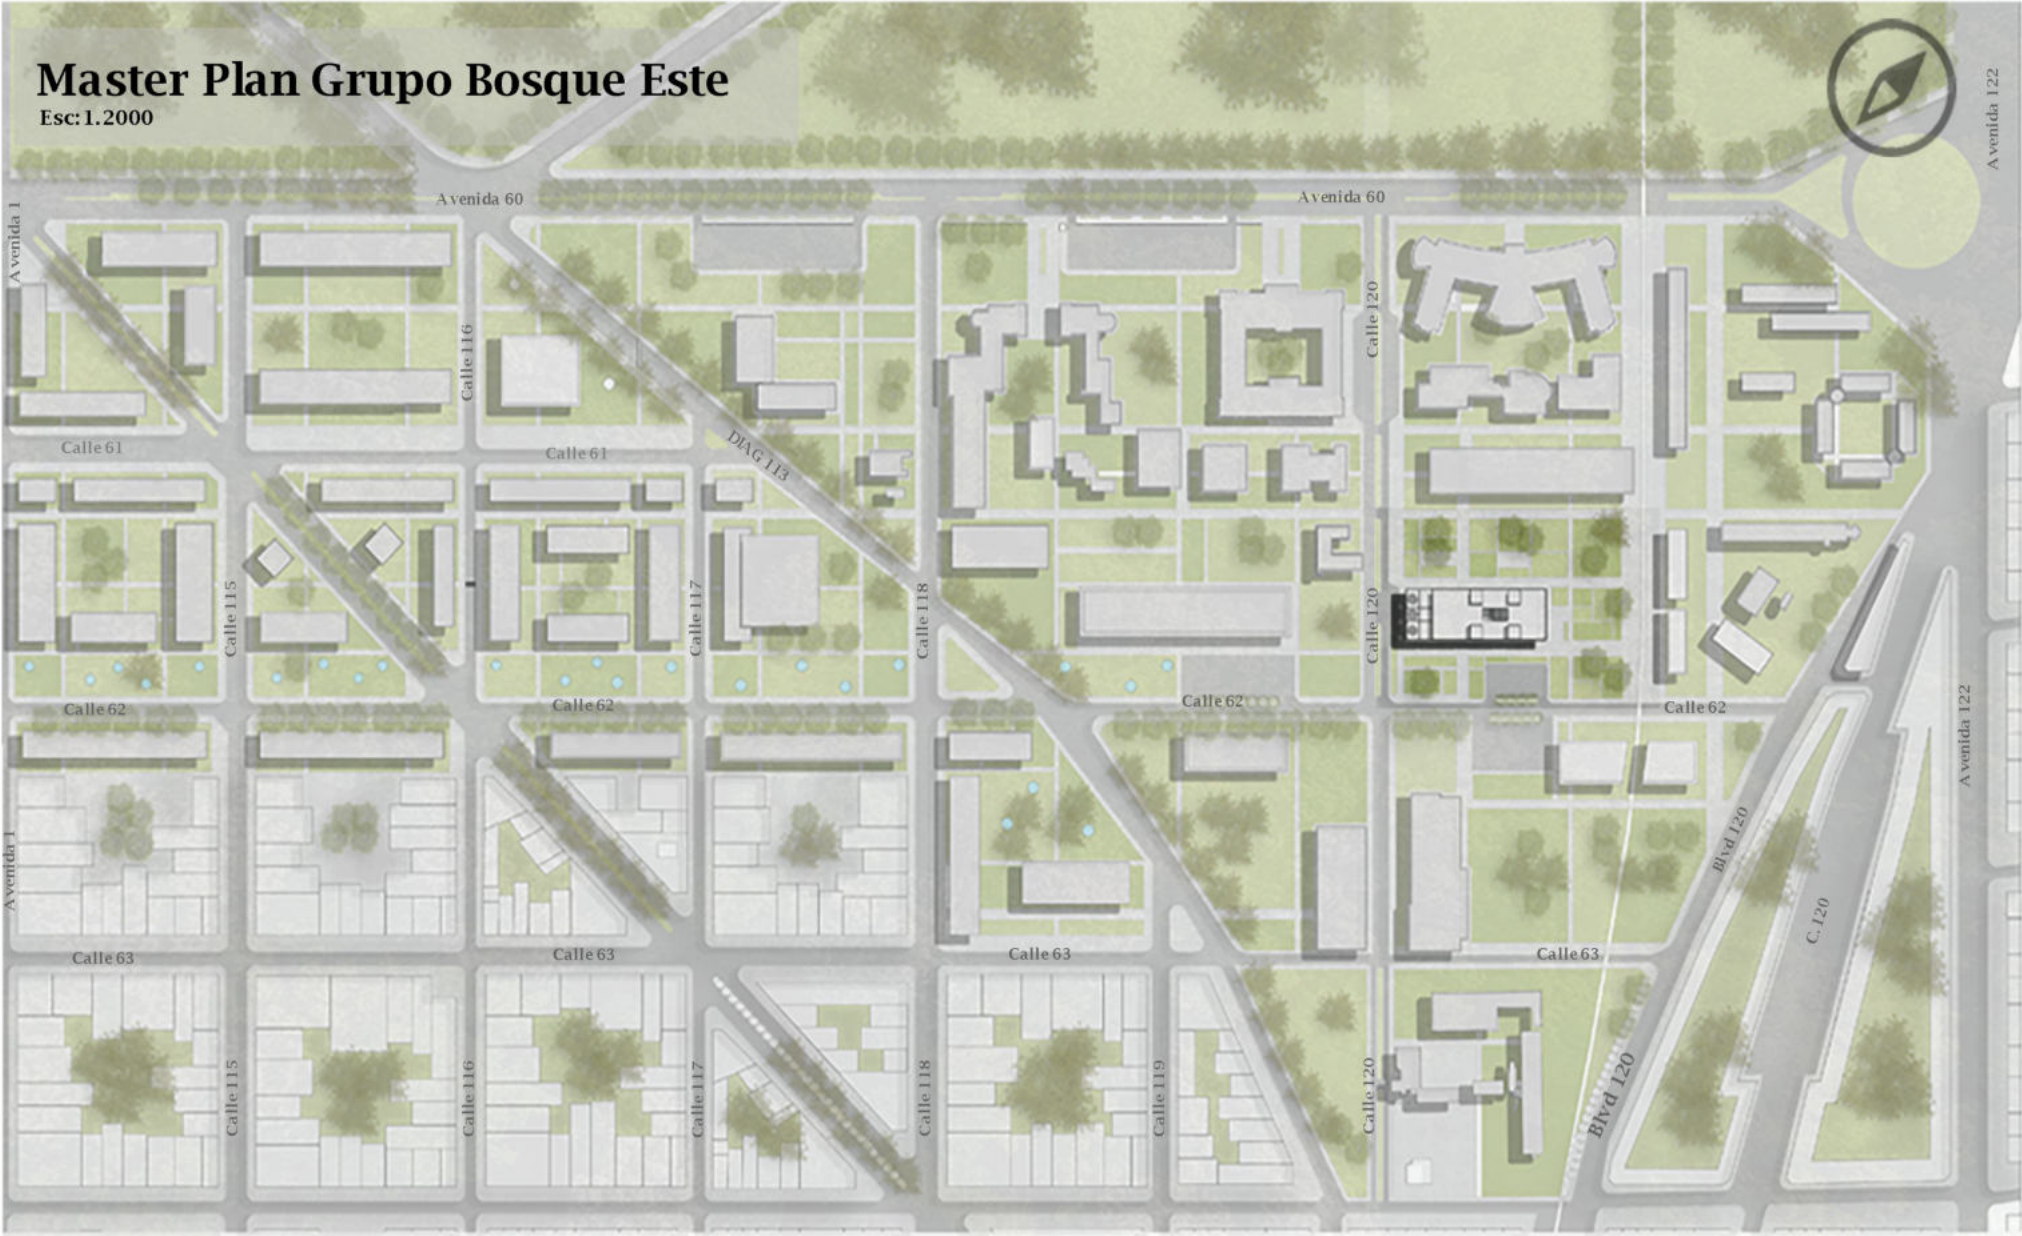 Master Plan Grupo Bosque Este
Esc:1.2000
Avenida 122
Avenida 60
Avenida 60
Avenida 1
Calle 116
Calle 120
Calle 61
Calle 61
DIAG 113
Calle 115
Calle 117
Calle 118
Calle 120
Calle 62
Calle 62
Calle 62
Calle 62
Avenida 122
Avenida 1
Blvd 120
C. 120
Calle 63
Calle 63
Calle 63
Calle 63
Calle 115
Calle 116
Calle 117
Calle 118
Calle 119
Calle 120
Blvd 120